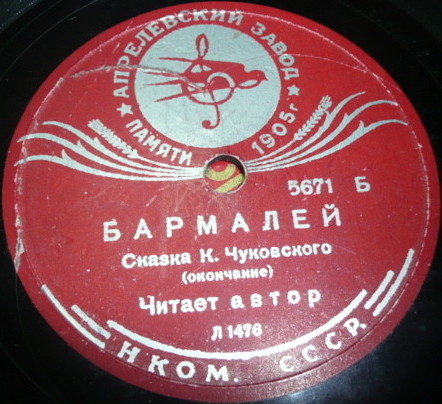 ★ АПРЕЛЕВСКИЙ ЗАВОД ★
ПАМЯТИ 1905 г
5671 Б
БАРМАЛЕЙ
Сказка К. Чуковского
(окончание)
Читает автор
Л 1476
НКОМ. СССР.